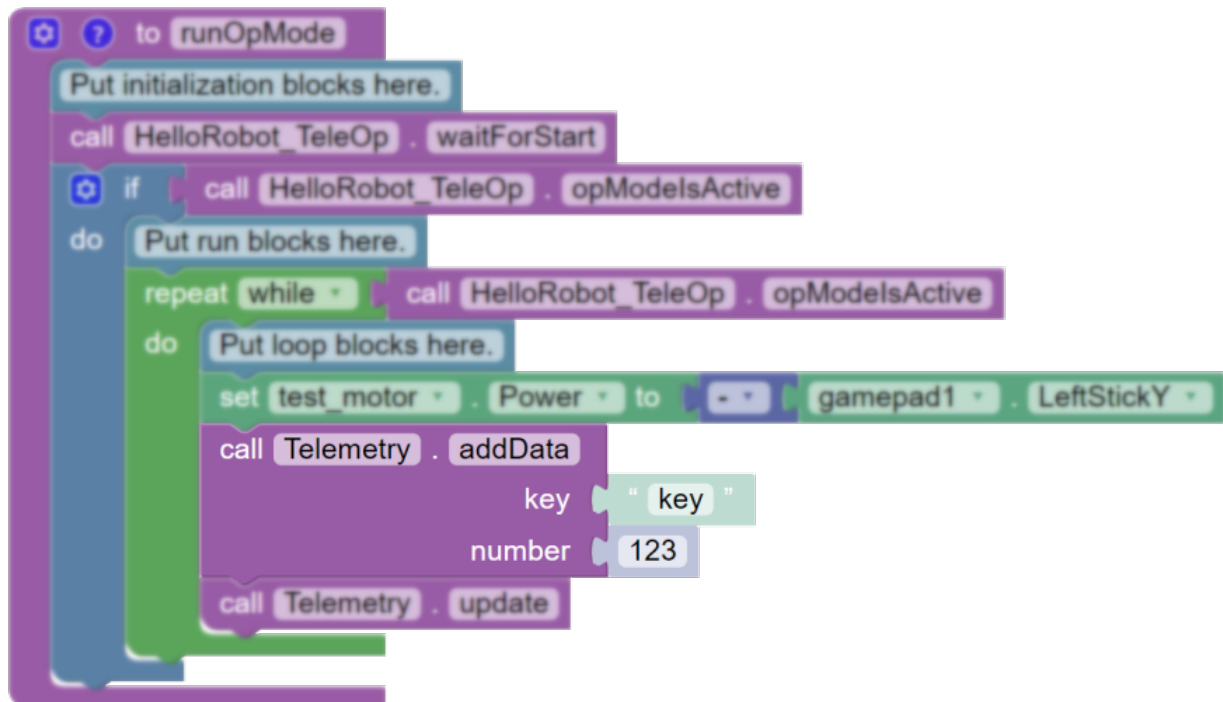 to runOpMode
Put initialization blocks here.
call HelloRobot_TeleOp . waitForStart
if call HelloRobot_TeleOp . opModeIsActive
do Put run blocks here.
repeat while call HelloRobot_TeleOp . opModeIsActive
do Put loop blocks here.
set test_motor . Power to - gamepad1 . LeftStickY
call Telemetry . addData
key “ key ”
number 123
call Telemetry . update